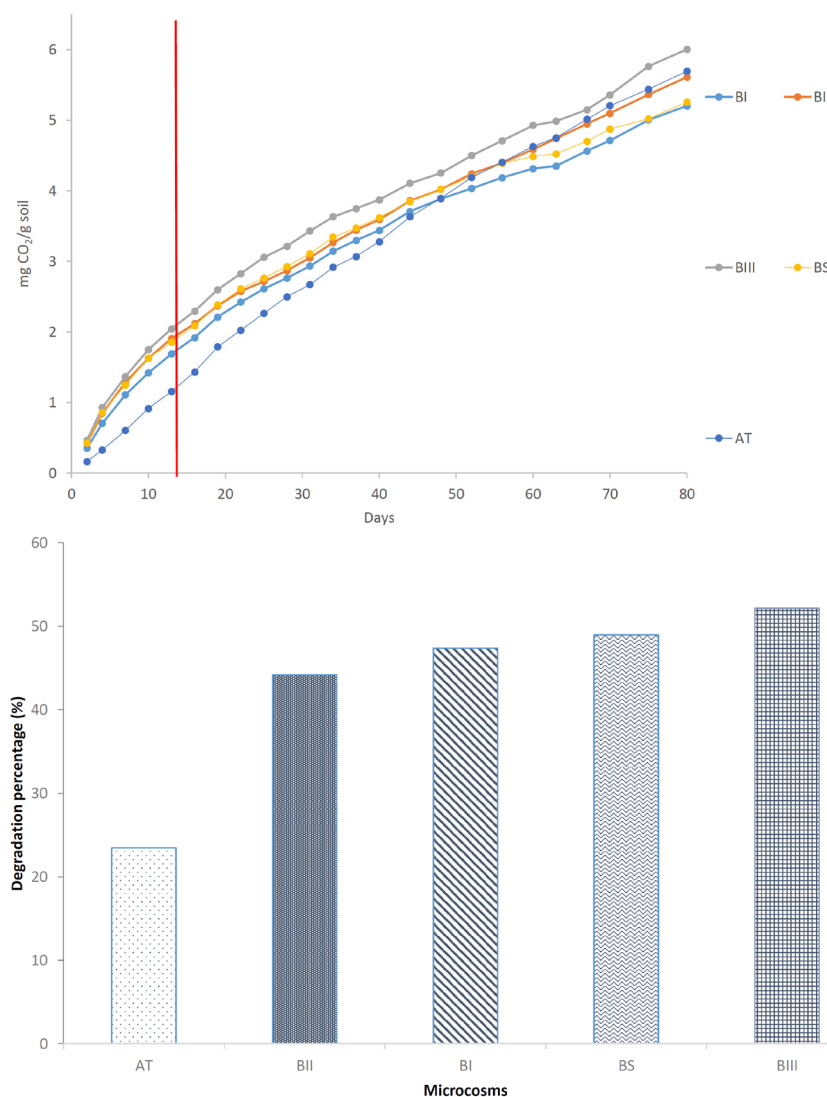 6
5
4
3
2
1
0
mg CO₂/g soil
0 10 20 30 40 50 60 70 80
Days
BI BI
BIII BS
AT
60
50
40
30
20
10
0
Degradation percentage (%)
AT BII BI BS BIII
Microcosms